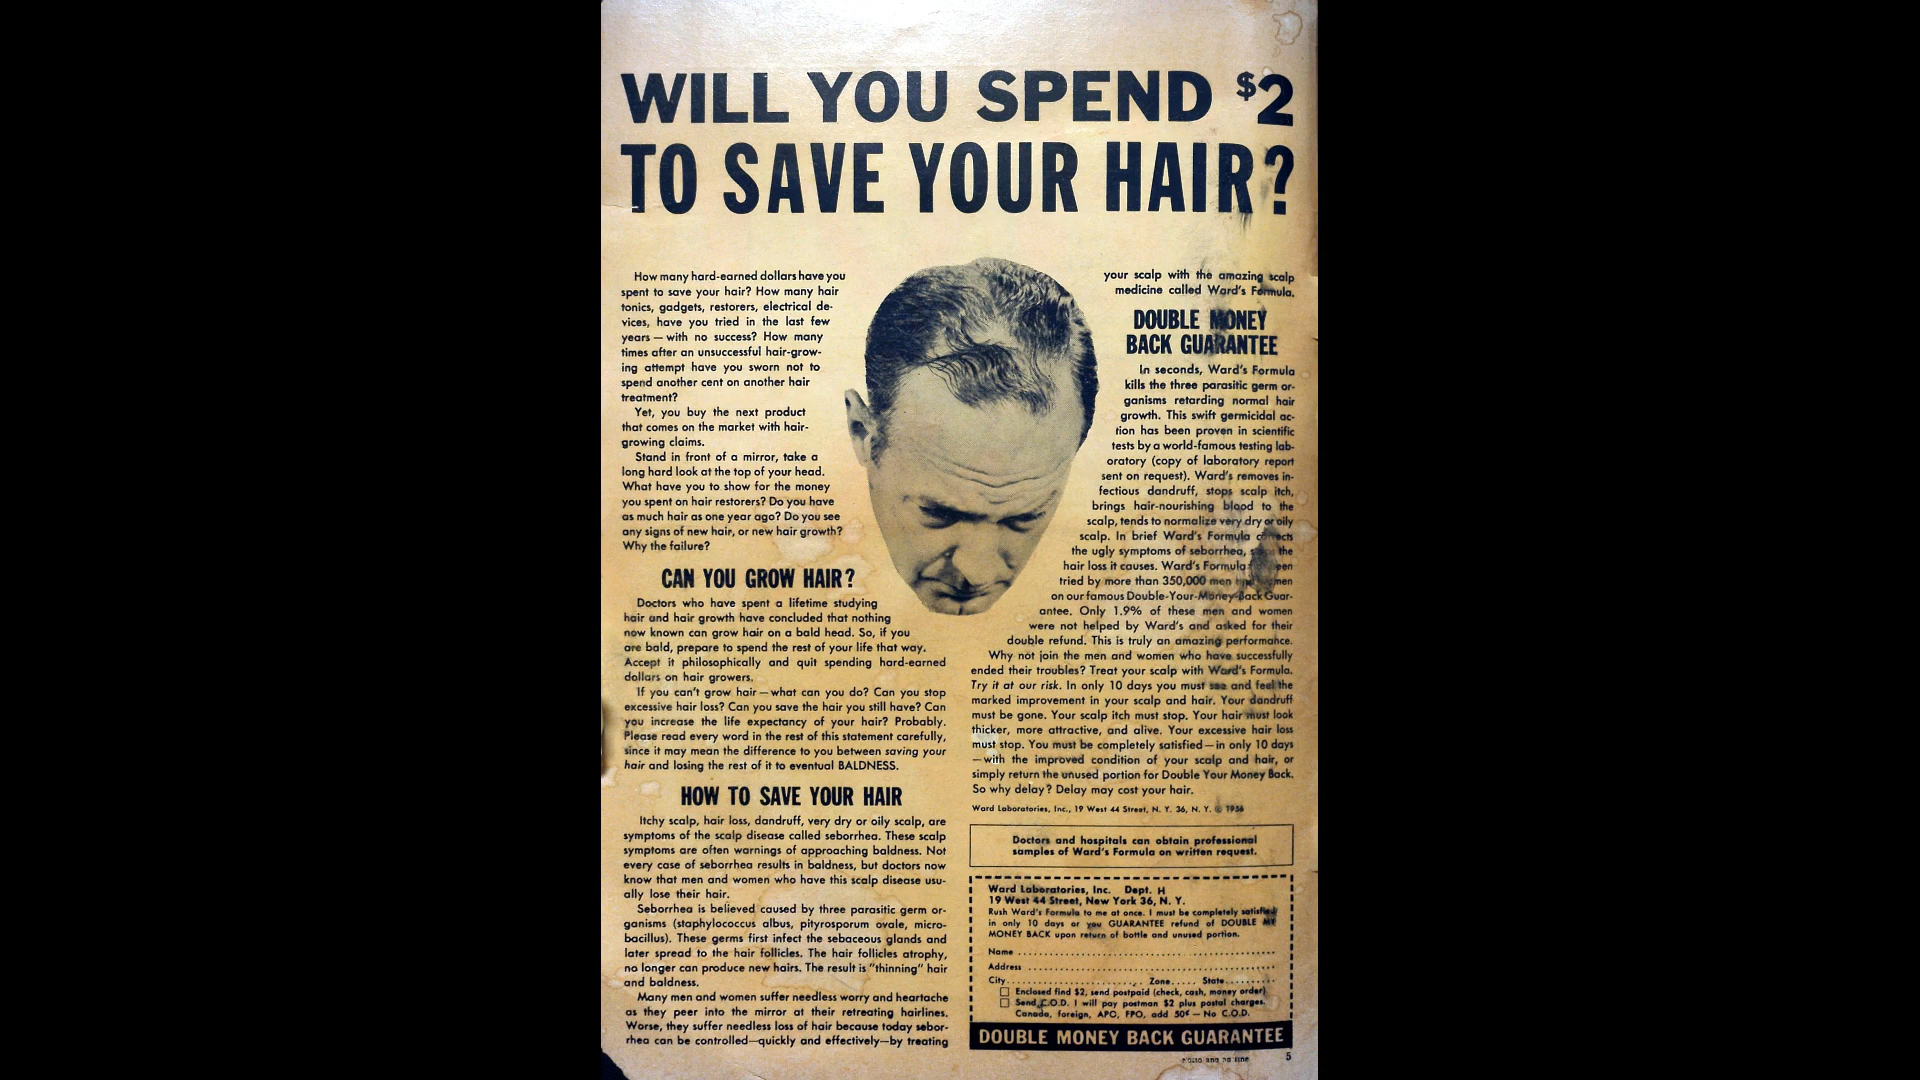 WILL YOU SPEND $2
TO SAVE YOUR HAIR?
How many hard-earned dollars have you
spent to save your hair? How many hair
tonics, gadgets, restorers, electrical de-
vices, have you tried in the last few
years — with no success? How many
times after an unsuccessful hair-grow-
ing attempt have you sworn not to
spend another cent on another hair
treatment?
Yet, you buy the next product
that comes on the market with hair-
growing claims.
Stand in front of a mirror, take a
long hard look at the top of your head.
What have you to show for the money
you spent on hair restorers? Do you have
as much hair as one year ago? Do you see
any signs of new hair, or new hair growth?
Why the failure?
CAN YOU GROW HAIR?
Doctors who have spent a lifetime studying
hair and hair growth have concluded that nothing
now known can grow hair on a bald head. So, if you
are bald, prepare to spend the rest of your life that way.
Accept it philosophically and quit spending hard-earned
dollars on hair growers.
If you can't grow hair — what can you do? Can you stop
excessive hair loss? Can you save the hair you still have? Can
you increase the life expectancy of your hair? Probably.
Please read every word in the rest of this statement carefully,
since it may mean the difference to you between saving your
hair and losing the rest of it to eventual BALDNESS.
HOW TO SAVE YOUR HAIR
Itchy scalp, hair loss, dandruff, very dry or oily scalp, are
symptoms of the scalp disease called seborrhea. These scalp
symptoms are often warnings of approaching baldness. Not
every case of seborrhea results in baldness, but doctors now
know that men and women who have this scalp disease usu-
ally lose their hair.
Seborrhea is believed caused by three parasitic germ or-
ganisms (staphylococcus albus, pityrosporum ovale, micro-
bacillus). These germs first infect the sebaceous glands and
later spread to the hair follicles. The hair follicles atrophy,
no longer can produce new hairs. The result is "thinning" hair
and baldness.
Many men and women suffer needless worry and heartache
as they peer into the mirror at their retreating hairlines.
Worse, they suffer needless loss of hair because today sebor-
rhea can be controlled—quickly and effectively—by treating
your scalp with the amazing scalp
medicine called Ward's Formula.
DOUBLE MONEY
BACK GUARANTEE
In seconds, Ward's Formula
kills the three parasitic germ or-
ganisms retarding normal hair
growth. This swift germicidal ac-
tion has been proven in scientific
tests by a world-famous testing lab-
oratory (copy of laboratory report
sent on request). Ward's removes in-
fectious dandruff, stops scalp itch,
brings hair-nourishing blood to the
scalp, tends to normalize very dry or oily
scalp. In brief Ward's Formula corrects
the ugly symptoms of seborrhea, stops the
hair loss it causes. Ward's Formula been
tried by more than 350,000 men and women
on our famous Double-Your-Money-Back Guar-
antee. Only 1.9% of these men and women
were not helped by Ward's and asked for their
double refund. This is truly an amazing performance.
Why not join the men and women who have successfully
ended their troubles? Treat your scalp with Ward's Formula.
Try it at our risk. In only 10 days you must see and feel the
marked improvement in your scalp and hair. Your dandruff
must be gone. Your scalp itch must stop. Your hair must look
thicker, more attractive, and alive. Your excessive hair loss
must stop. You must be completely satisfied — in only 10 days
—with the improved condition of your scalp and hair, or
simply return the unused portion for Double Your Money Back.
So why delay? Delay may cost your hair.
Ward Laboratories, Inc., 19 West 44 Street, N. Y. 36, N. Y. © 1956
Doctors and hospitals can obtain professional
samples of Ward's Formula on written request.
Ward Laboratories, Inc. Dept. H
19 West 44 Street, New York 36, N. Y.
Rush Ward's Formula to me at once. I must be completely satisfied
in only 10 days or you GUARANTEE refund of DOUBLE MY
MONEY BACK upon return of bottle and unused portion.
Name
Address
City Zone State
Enclosed find $2, send postpaid (check, cash, money order)
Send C.O.D. I will pay postman $2 plus postal charges.
Canada, foreign, APO, FPO, add 50¢ — No C.O.D.
DOUBLE MONEY BACK GUARANTEE
5